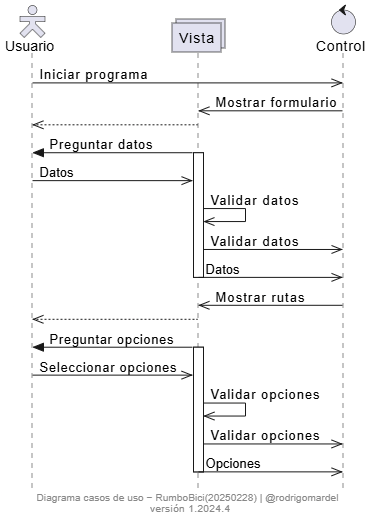 Usuario
Vista
Control
Iniciar programa
Mostrar formulario
Preguntar datos
Datos
Validar datos
Validar datos
Datos
Mostrar rutas
Preguntar opciones
Seleccionar opciones
Validar opciones
Validar opciones
Opciones
Diagrama casos de uso – RumboBici(20250228) | @rodrigomardel
versión 1.2024.4